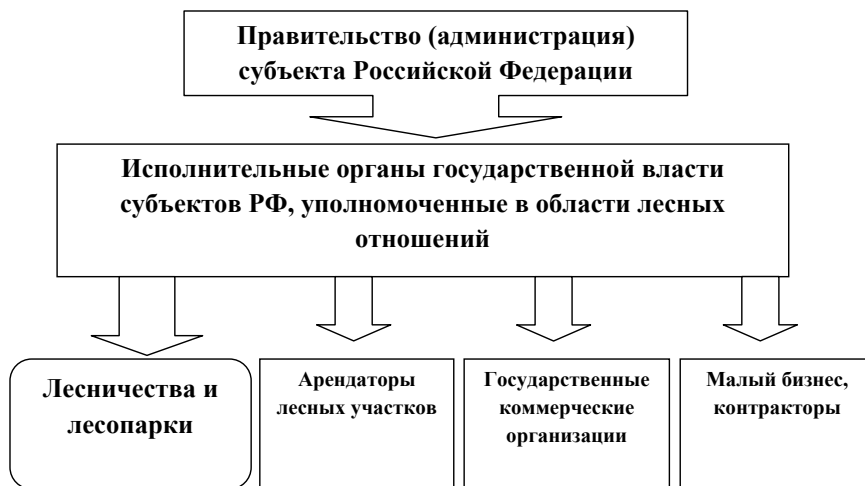 Правительство (администрация)
субъекта Российской Федерации
Исполнительные органы государственной власти
субъектов РФ, уполномоченные в области лесных
отношений
Лесничества и
лесопарки
Арендаторы
лесных участков
Государственные
коммерческие
организации
Малый бизнес,
контракторы